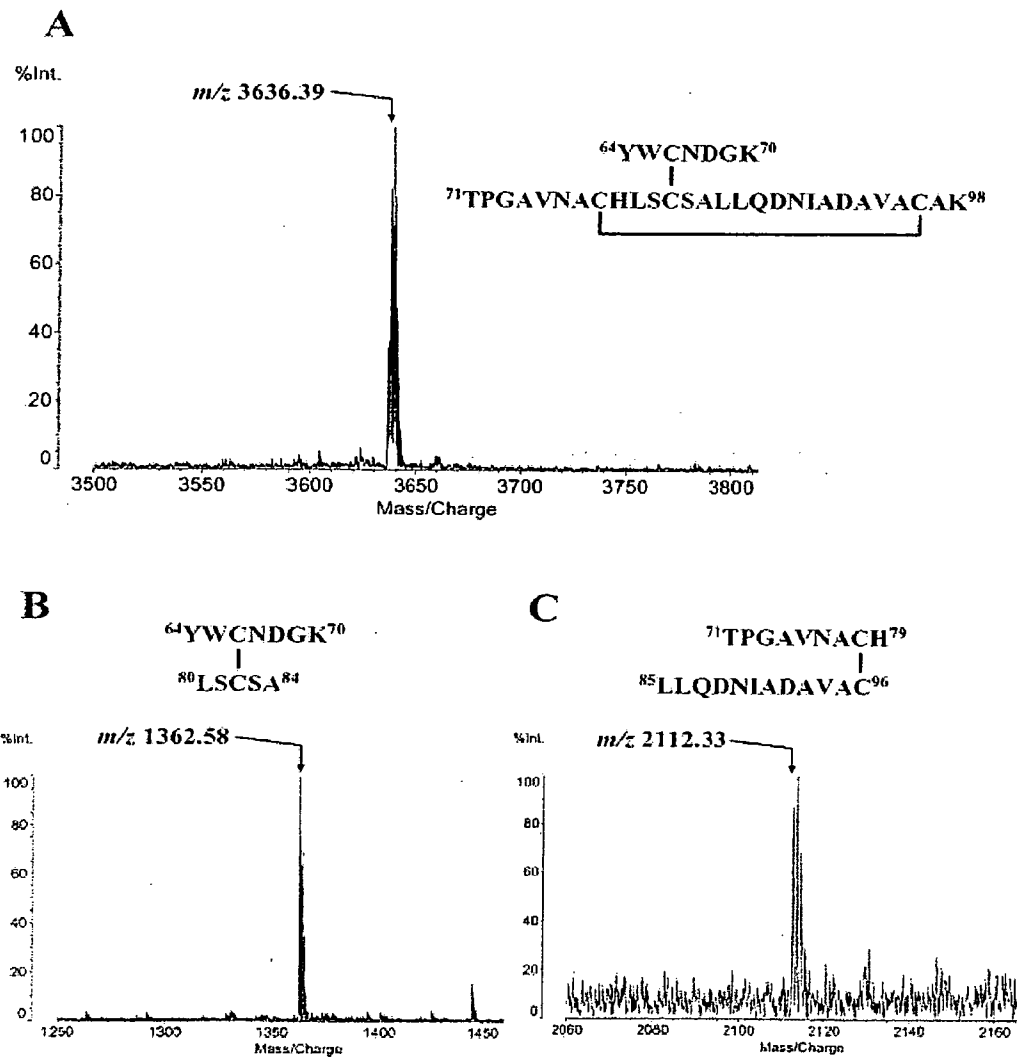 A
%Int.
m/z 3636.39
100
80
60
40
20
0
3500 3550 3600 3650 3700 3750 3800
Mass/Charge
⁶⁴YWCNDGK⁷⁰
⁷¹TPGAVNACHLSCSALLQDNIADAVACAK⁹⁸
B
⁶⁴YWCNDGK⁷⁰
⁸⁰LSCSA⁸⁴
%Int.
m/z 1362.58
100
80
60
40
20
0
1250 1300 1350 1400 1450
Mass/Charge
C
⁷¹TPGAVNACH⁷⁹
⁸⁵LLQDNIADAVAC⁹⁶
%Int.
m/z 2112.33
100
80
60
40
20
0
2060 2080 2100 2120 2140 2160
Mass/Charge